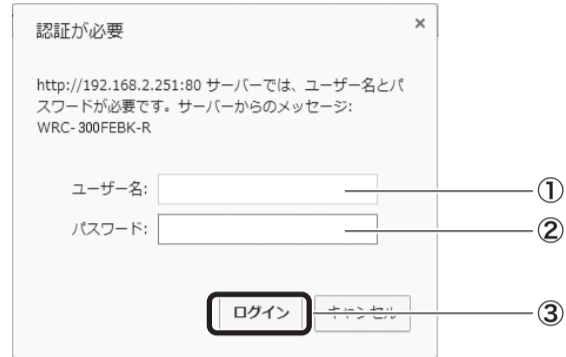 認証が必要
×
http://192.168.2.251:80 サーバーでは、ユーザー名とパ
スワードが必要です。サーバーからのメッセージ:
WRC-300FEBK-R
ユーザー名:
①
パスワード:
②
ログイン
キャンセル
③